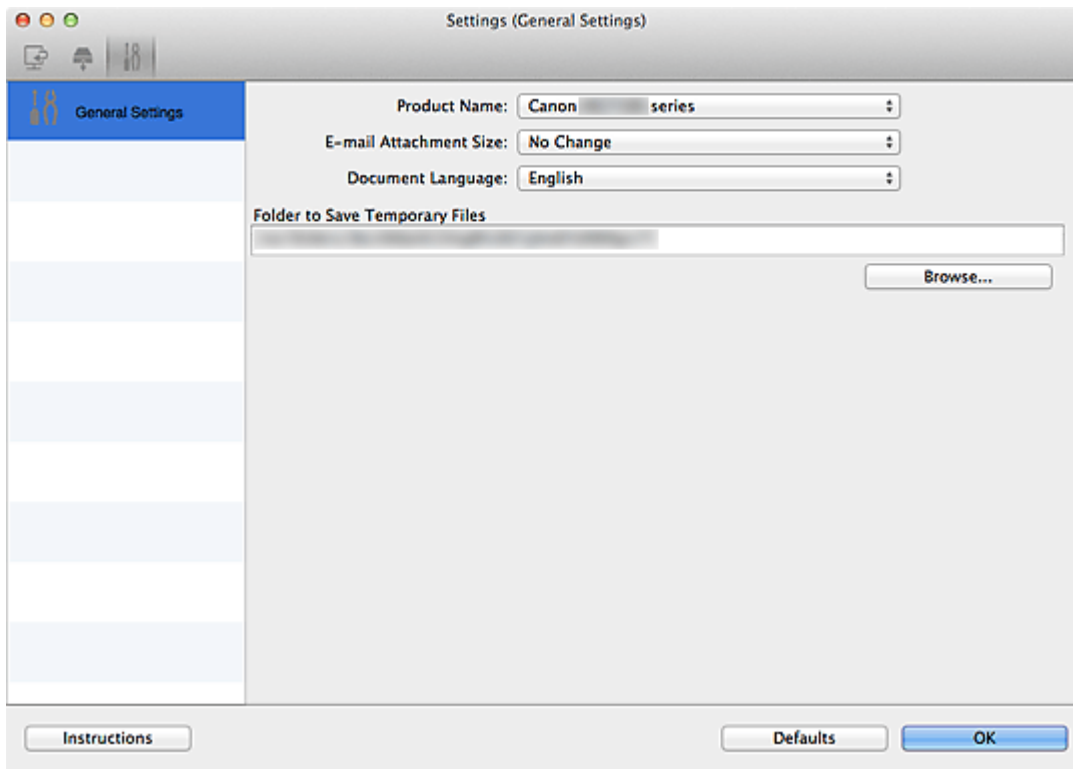 Settings (General Settings)
General Settings
Product Name: Canon series
E-mail Attachment Size: No Change
Document Language: English
Folder to Save Temporary Files
Browse...
Instructions
Defaults
OK